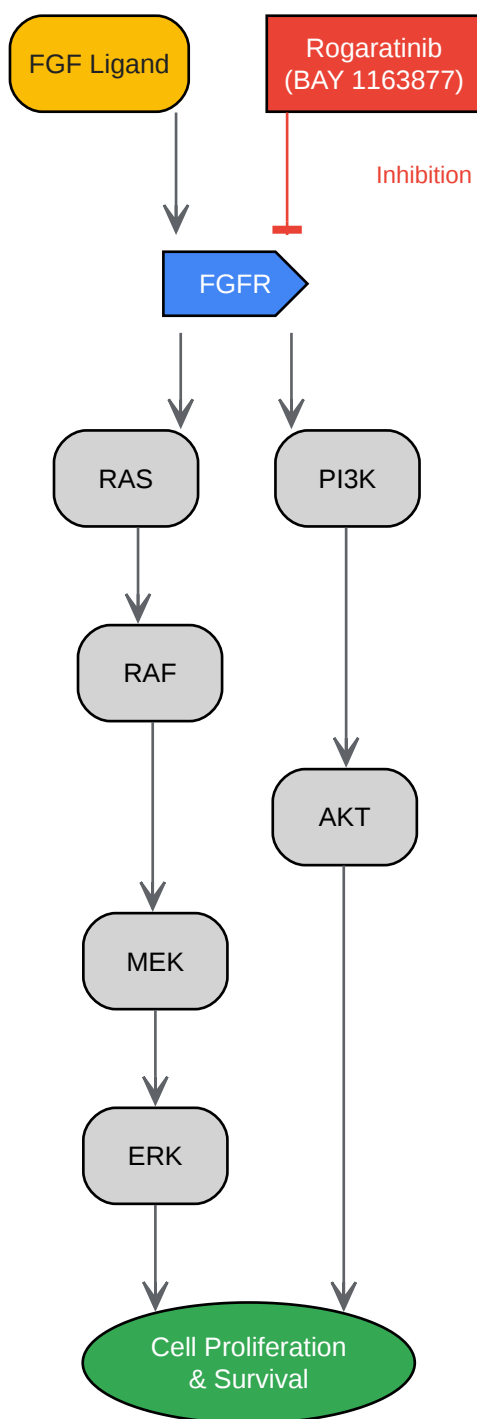 FGF Ligand
Rogaratinib
(BAY 1163877)
Inhibition
FGFR
RAS
PI3K
RAF
AKT
MEK
ERK
Cell Proliferation
& Survival